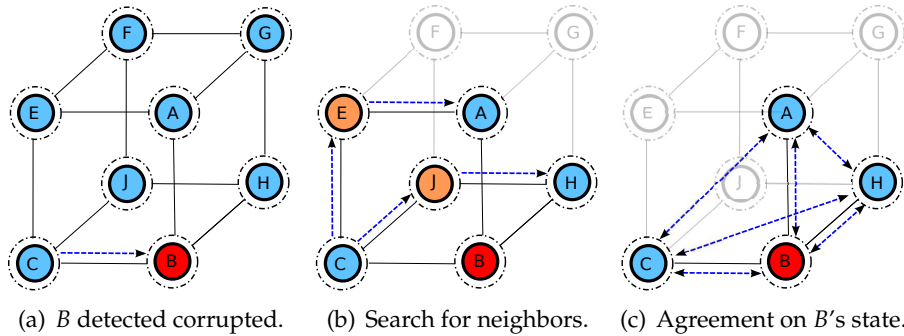 F G
E A
J H
C B
F G
E A
J H
C B
F G
E A
J H
C B
(a) B detected corrupted. (b) Search for neighbors. (c) Agreement on B's state.